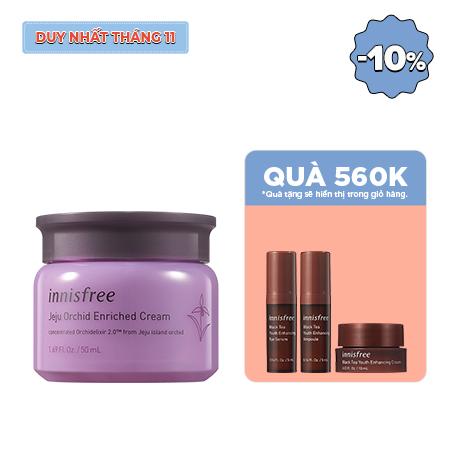 DUY NHẤT THÁNG 11
-10%
QUÀ 560K
*Quà tặng sẽ hiển thị trong giỏ hàng.
innisfree
Jeju Orchid Enriched Cream
concentrated Orchidelixir 2.0™ from Jeju island orchid
1.69 Fl. Oz. / 50 mL
innisfree
Black Tea
Youth Enhancing
Eye Serum
innisfree
Black Tea
Youth Enhancing
Ampoule
innisfree
Black Tea Youth Enhancing Cream